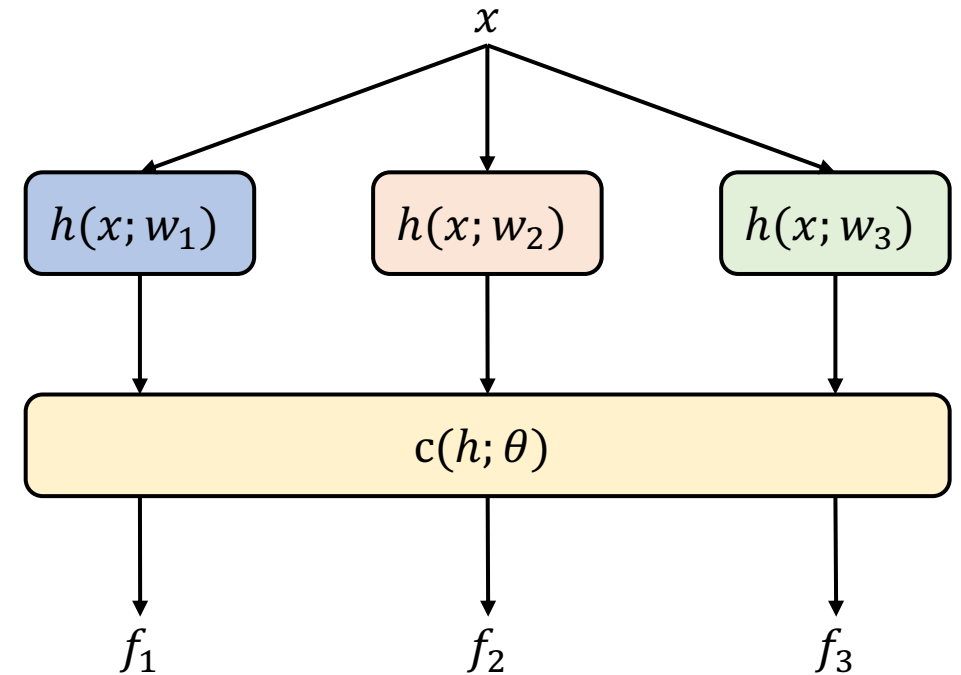 x
h(x; w₁) h(x; w₂) h(x; w₃)
c(h; θ)
f₁ f₂ f₃